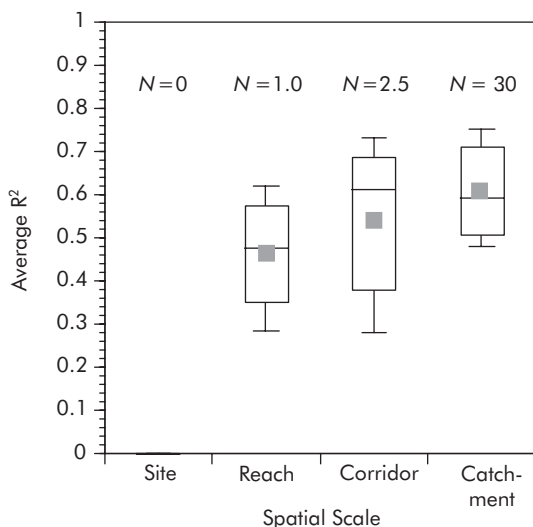 1
0.9
0.8
0.7
0.6
0.5
0.4
0.3
0.2
0.1
0
Average R²
N=0 N=1.0 N=2.5 N= 30
Site Reach Corridor Catch-
ment
Spatial Scale